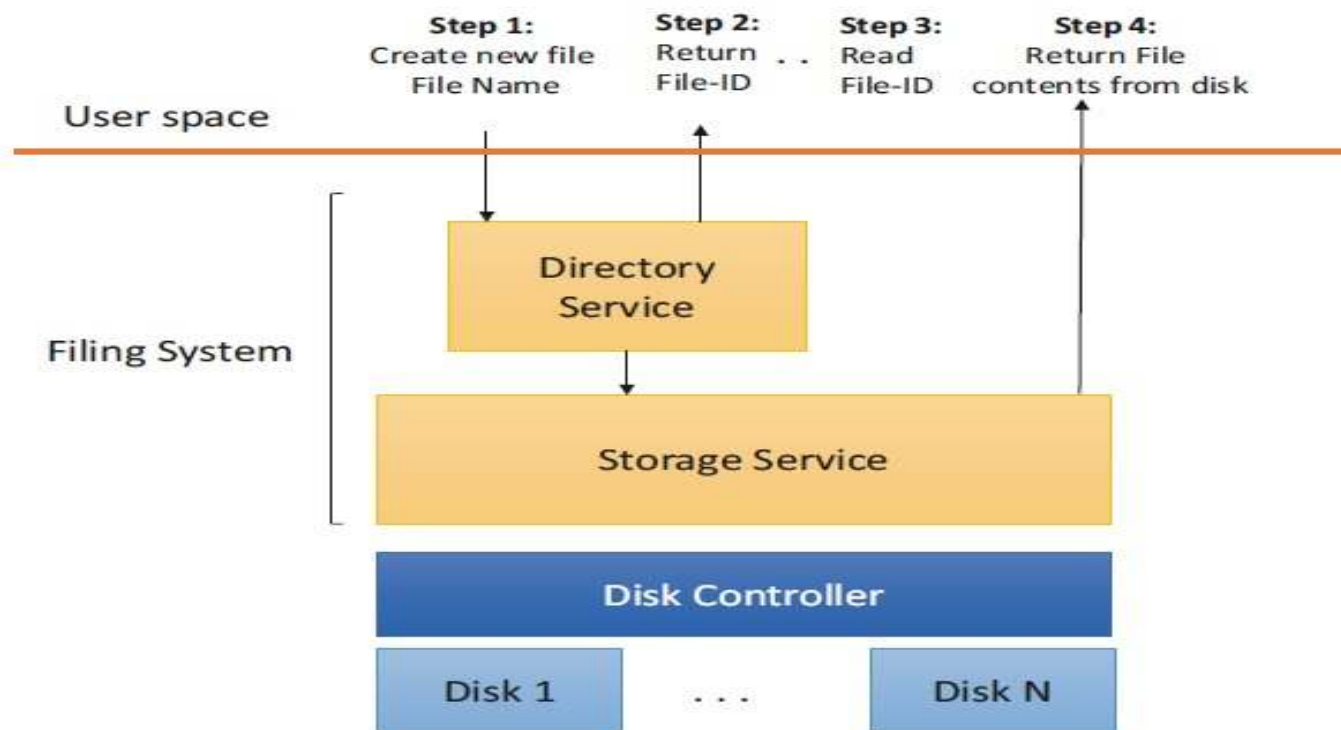 Step 1:
Create new file
File Name
Step 2:
Return
File-ID
. .
Step 3:
Read
File-ID
Step 4:
Return File
contents from disk
User space
Filing System
Directory
Service
Storage Service
Disk Controller
Disk 1
. . .
Disk N